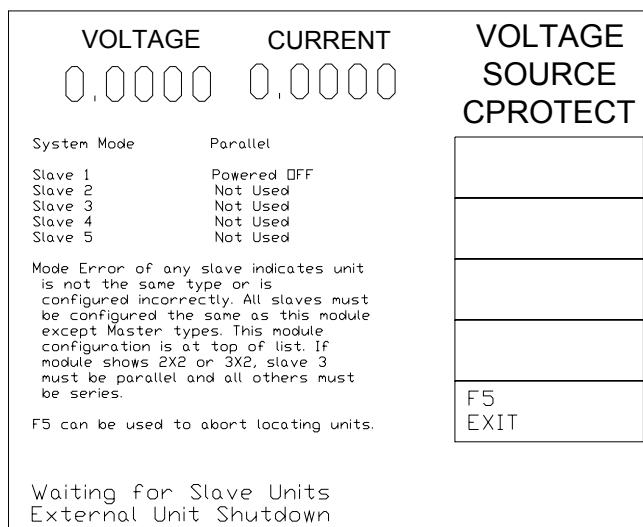 VOLTAGE CURRENT
0.0000 0.0000
VOLTAGE
SOURCE
CPROTECT
System Mode Parallel
Slave 1 Powered OFF
Slave 2 Not Used
Slave 3 Not Used
Slave 4 Not Used
Slave 5 Not Used
Mode Error of any slave indicates unit
is not the same type or is
configured incorrectly. All slaves must
be configured the same as this module
except Master types. This module
configuration is at top of list. If
module shows 2X2 or 3X2, slave 3
must be parallel and all others must
be series.
F5 can be used to abort locating units.
F5
EXIT
Waiting for Slave Units
External Unit Shutdown